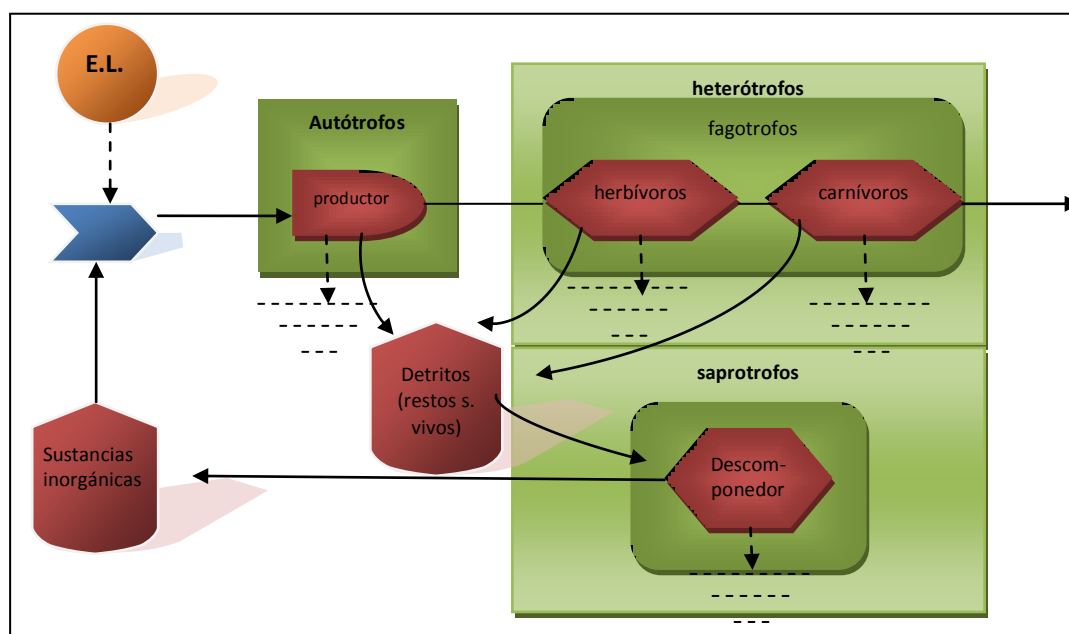 E.L.
heterótrofos
Autótrofos
fagotrofos
productor
herbívoros
carnívoros
Detritos
(restos s.
vivos)
saprotrofos
Sustancias
inorgánicas
Descom-
ponedor